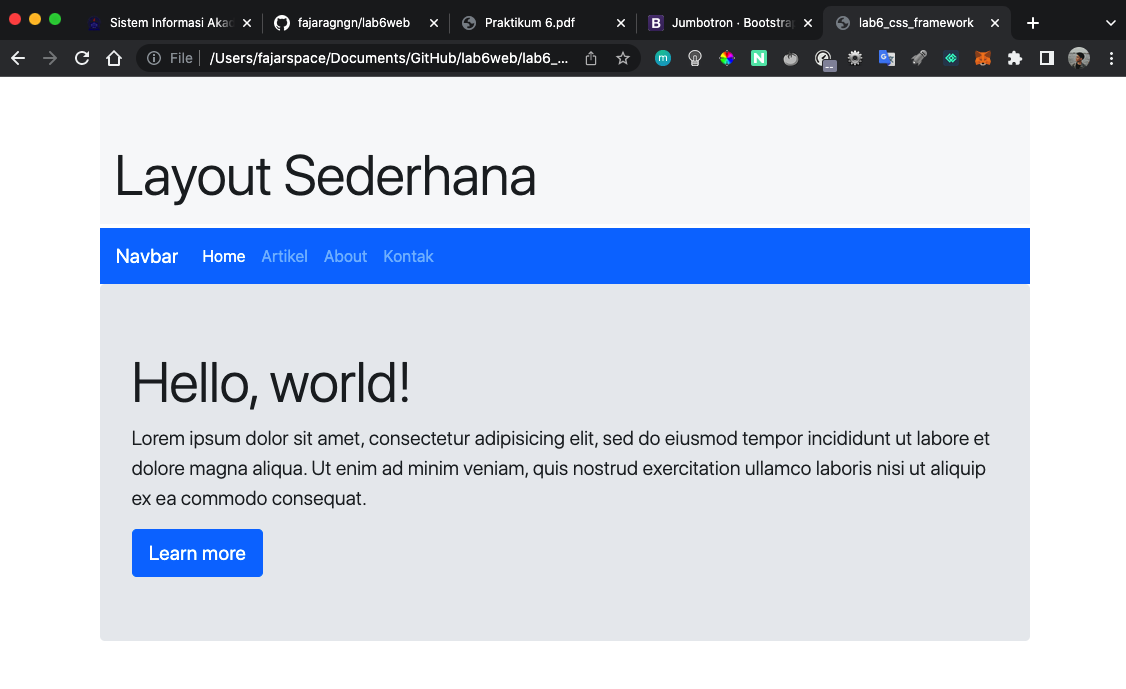 Sistem Informasi Aka
fajaragngn/lab6web
Praktikum 6.pdf
B
Jumbotron · Bootstrap
lab6_css_framework
File
/Users/fajarspace/Documents/GitHub/lab6web/lab6_...
m
N
Layout Sederhana
Navbar Home Artikel About Kontak
Hello, world!
Lorem ipsum dolor sit amet, consectetur adipisicing elit, sed do eiusmod tempor incididunt ut labore et
dolore magna aliqua. Ut enim ad minim veniam, quis nostrud exercitation ullamco laboris nisi ut aliquip
ex ea commodo consequat.
Learn more